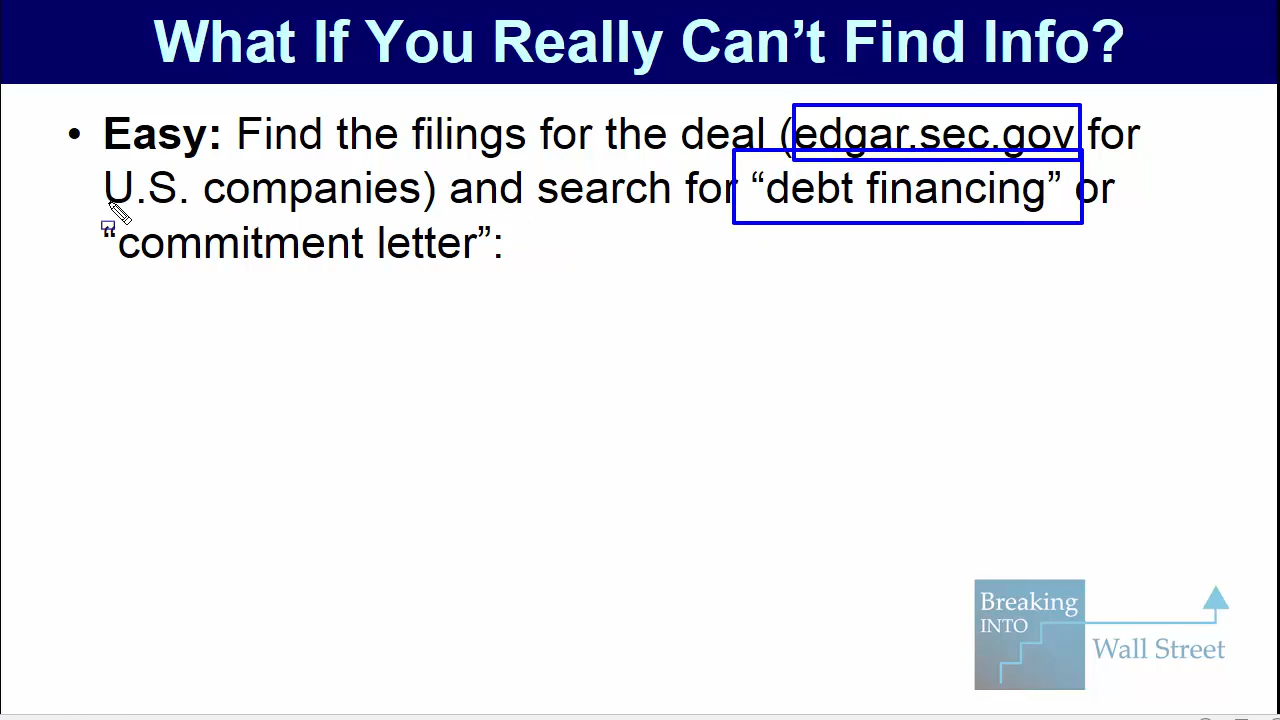 What If You Really Can’t Find Info?
• Easy: Find the filings for the deal (edgar.sec.gov for
U.S. companies) and search for “debt financing” or
“commitment letter”:
Breaking
INTO
Wall Street